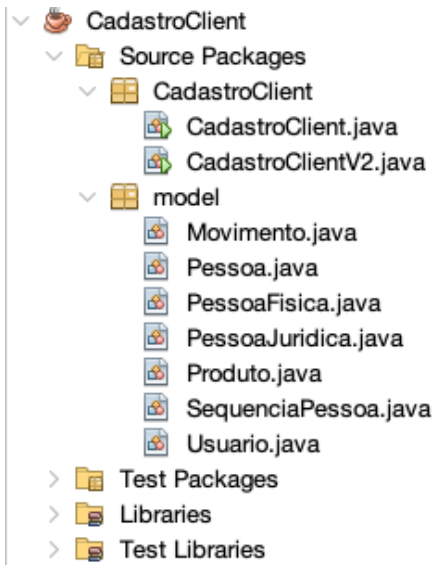 CadastroClient
Source Packages
CadastroClient
CadastroClient.java
CadastroClientV2.java
model
Movimento.java
Pessoa.java
PessoaFisica.java
PessoaJuridica.java
Produto.java
SequenciaPessoa.java
Usuario.java
Test Packages
Libraries
Test Libraries